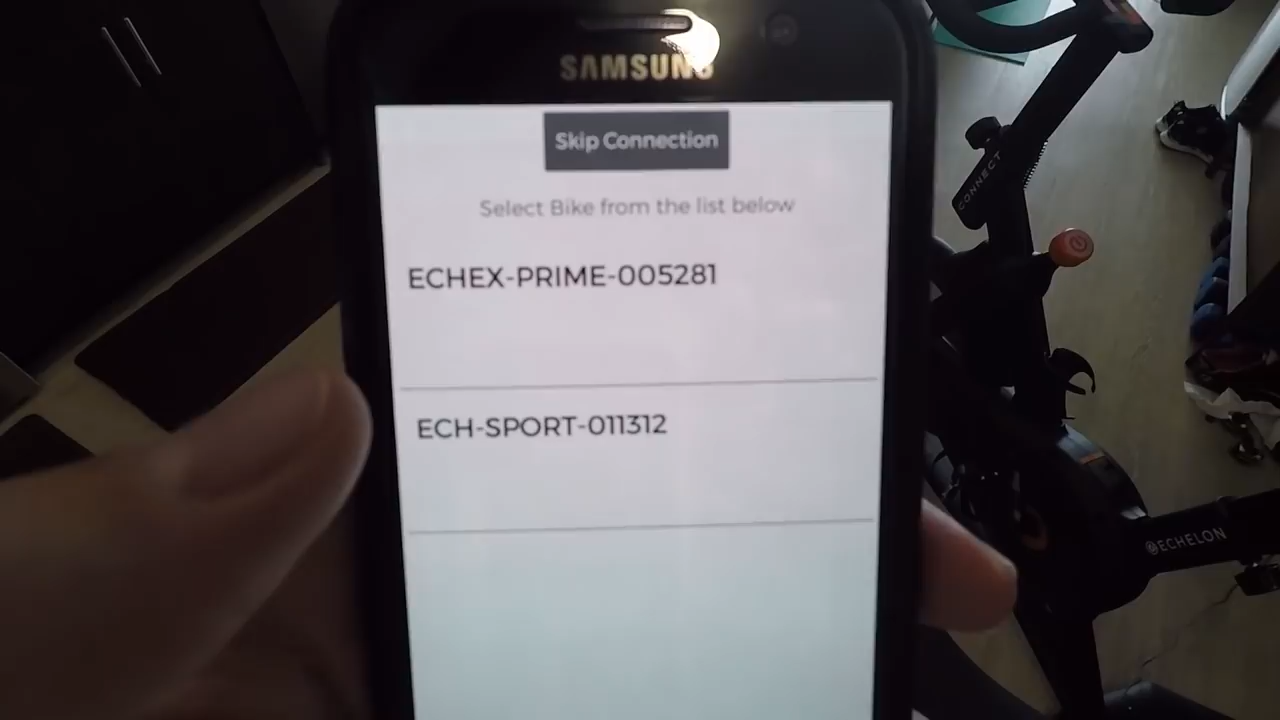 SAMSUNG
Skip Connection
Select Bike from the list below
ECHEX-PRIME-005281
ECH-SPORT-011312
CONNECT
ECHELON